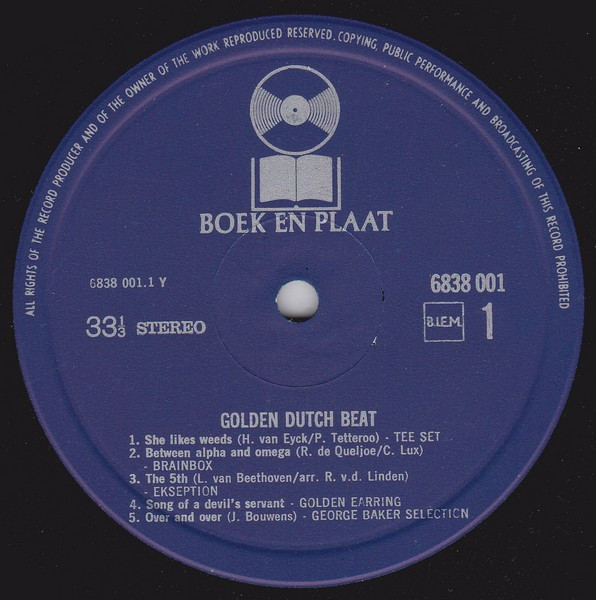 ALL RIGHTS OF THE RECORD PRODUCER AND OF THE OWNER OF THE WORK REPRODUCED RESERVED. COPYING, PUBLIC PERFORMANCE AND BROADCASTING OF THIS RECORD PROHIBITED
BOEK EN PLAAT
6838 001.1 Y
6838 001
33⅓ STEREO
B.I.E.M.
1
GOLDEN DUTCH BEAT
1. She likes weeds (H. van Eyck/P. Tetteroo) - TEE SET
2. Between alpha and omega (R. de Queljoe/C. Lux)
- BRAINBOX
3. The 5th (L. van Beethoven/arr. R. v.d. Linden)
- EKSEPTION
4. Song of a devil's servant - GOLDEN EARRING
5. Over and over (J. Bouwens) - GEORGE BAKER SELECTION